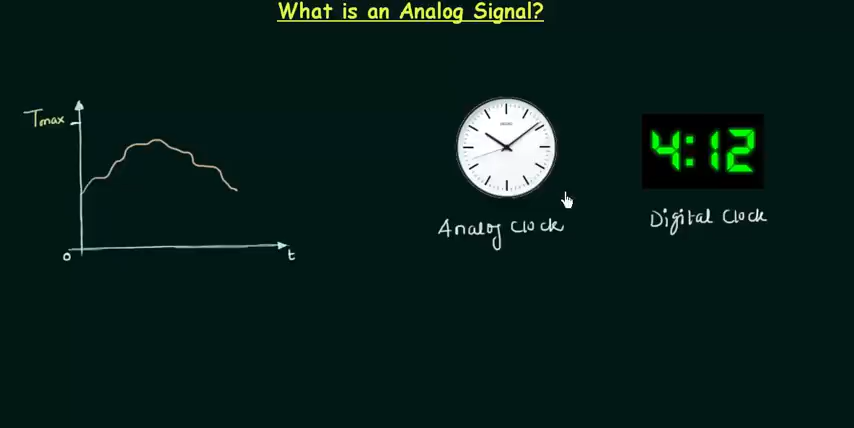 What is an Analog Signal?
Tmax
0
t
Analog Clock
4:12
Digital Clock